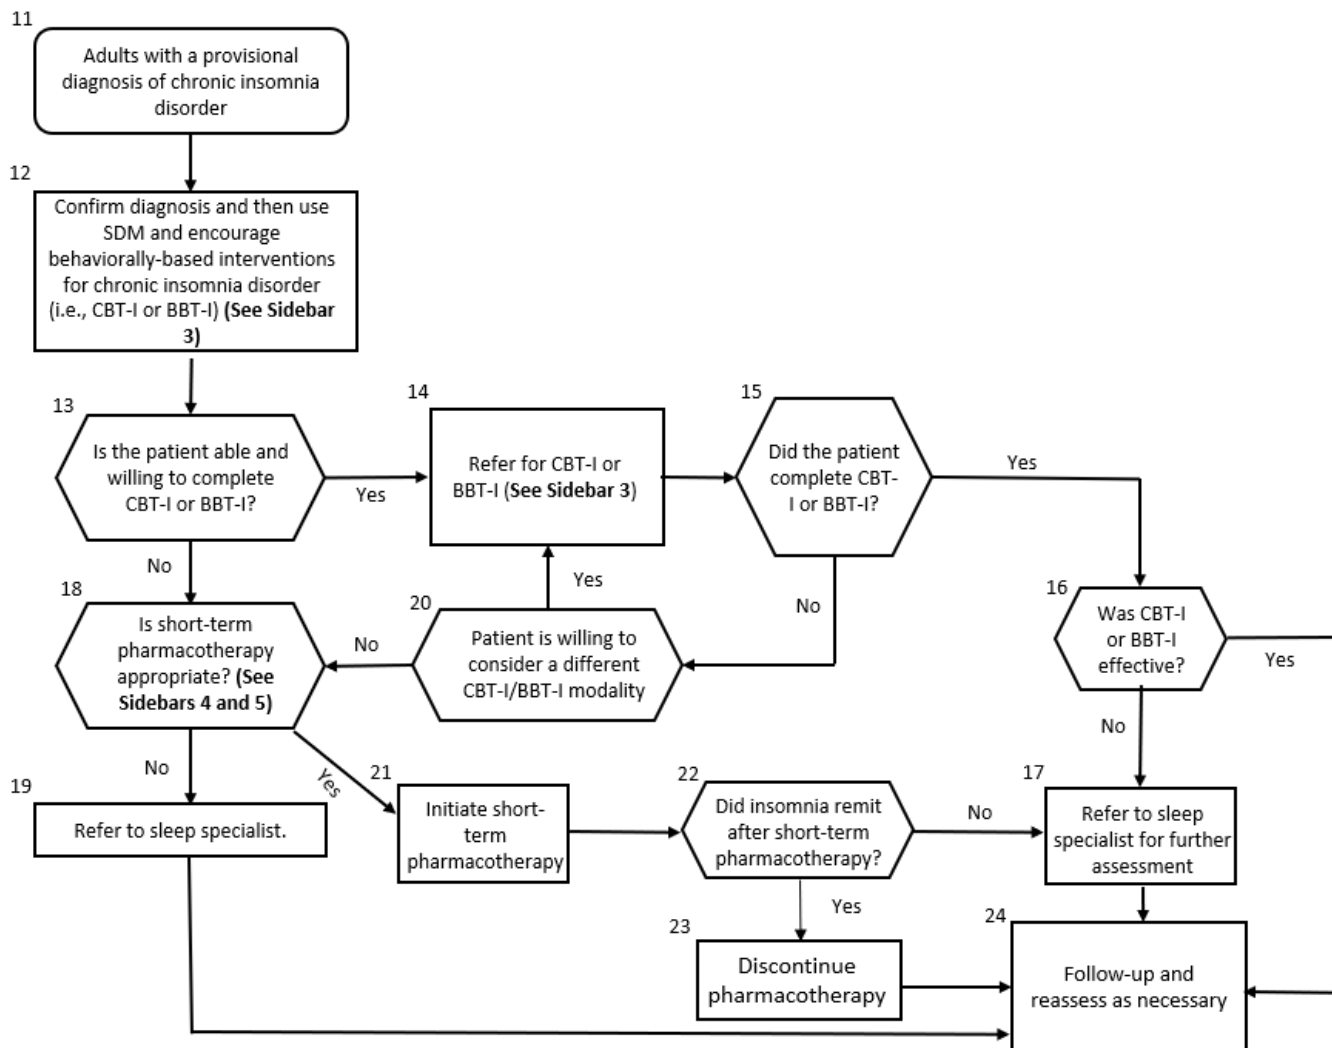 11
Adults with a provisional
diagnosis of chronic insomnia
disorder
12
Confirm diagnosis and then use
SDM and encourage
behaviorally-based interventions
for chronic insomnia disorder
(i.e., CBT-I or BBT-I) (See Sidebar
3)
13
Is the patient able and
willing to complete
CBT-I or BBT-I?
Yes
No
14
Refer for CBT-I or
BBT-I (See Sidebar 3)
15
Did the patient
complete CBT-
I or BBT-I?
Yes
No
16
Was CBT-I
or BBT-I
effective?
Yes
No
17
Refer to sleep
specialist for further
assessment
18
Is short-term
pharmacotherapy
appropriate? (See
Sidebars 4 and 5)
No
Yes
19
Refer to sleep specialist.
20
Patient is willing to
consider a different
CBT-I/BBT-I modality
Yes
No
21
Initiate short-
term
pharmacotherapy
22
Did insomnia remit
after short-term
pharmacotherapy?
No
Yes
23
Discontinue
pharmacotherapy
24
Follow-up and
reassess as necessary